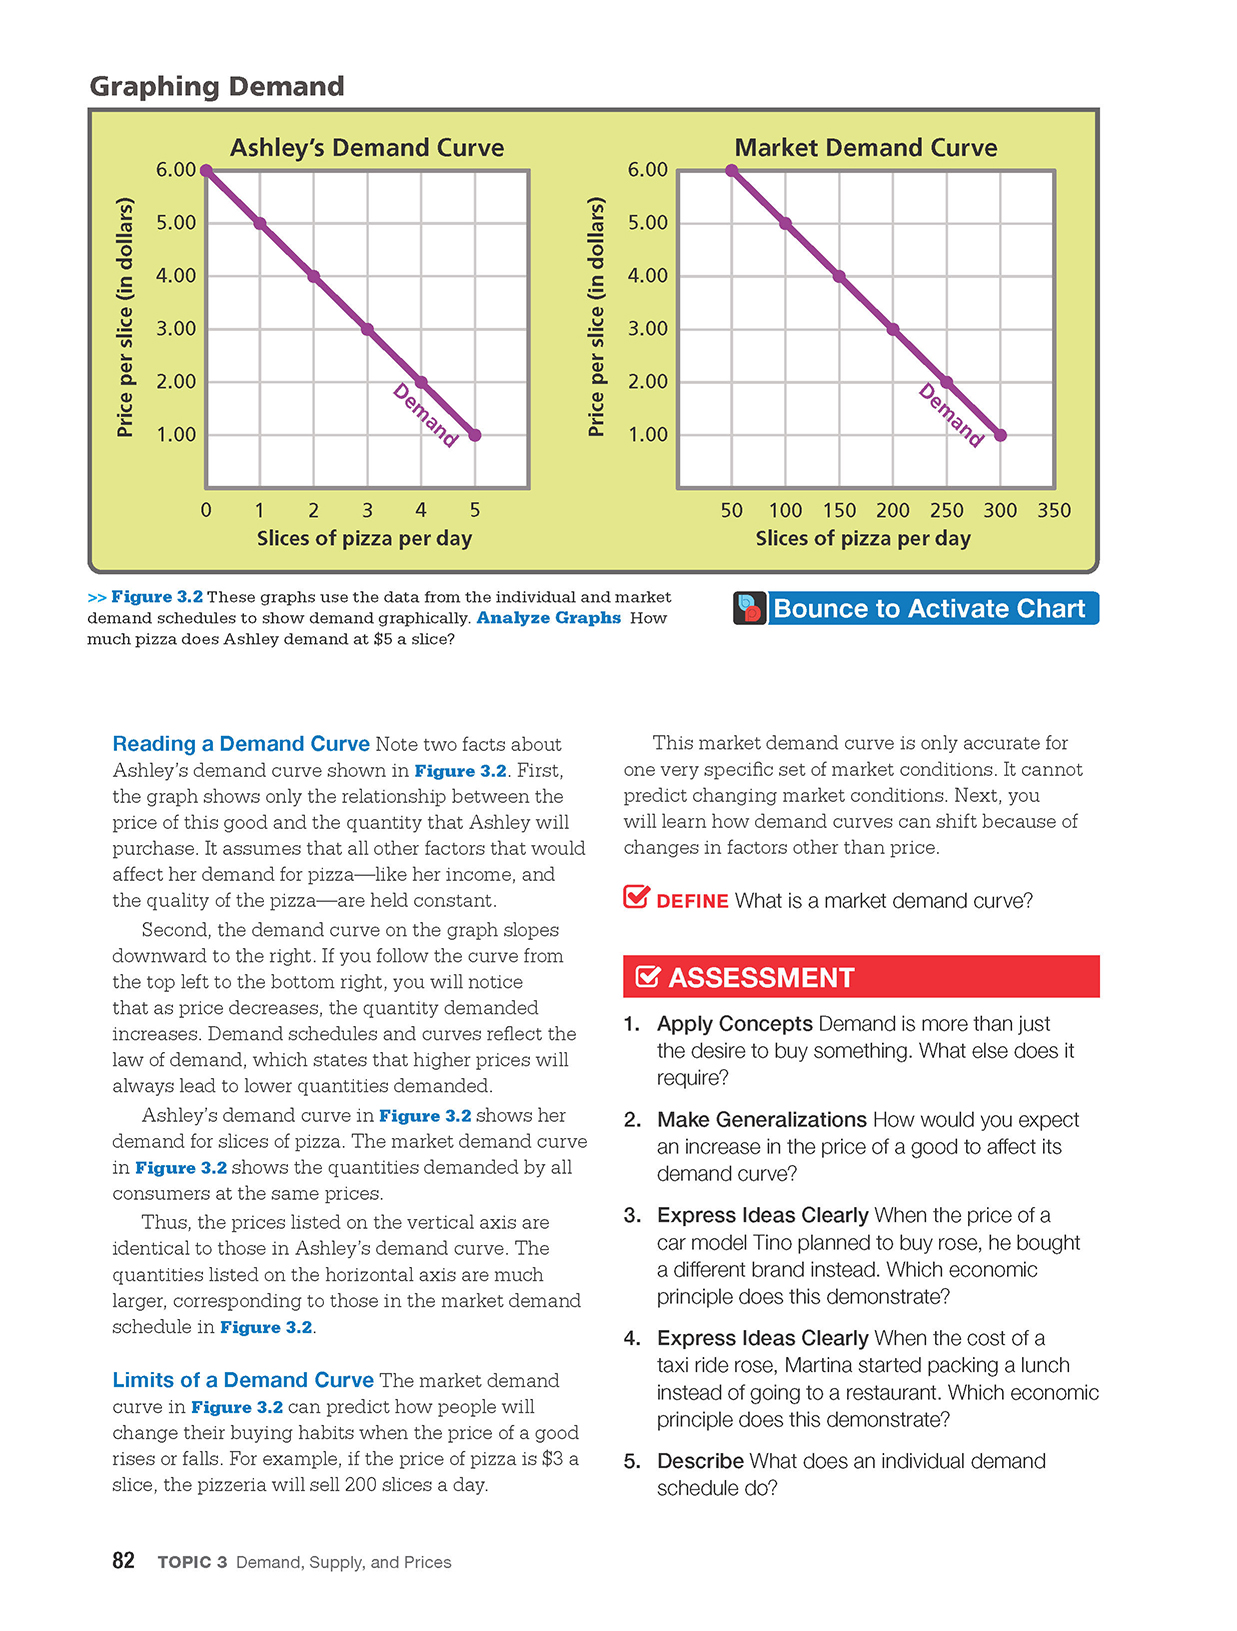 Graphing Demand
Ashley's Demand Curve
6.00
5.00
4.00
3.00
2.00
1.00
Price per slice (in dollars)
Demand
0 1 2 3 4 5
Slices of pizza per day
Market Demand Curve
6.00
5.00
4.00
3.00
2.00
1.00
Price per slice (in dollars)
Demand
50 100 150 200 250 300 350
Slices of pizza per day
>> Figure 3.2 These graphs use the data from the individual and market
demand schedules to show demand graphically. Analyze Graphs How
much pizza does Ashley demand at $5 a slice?
Bounce to Activate Chart
Reading a Demand Curve Note two facts about
Ashley's demand curve shown in Figure 3.2. First,
the graph shows only the relationship between the
price of this good and the quantity that Ashley will
purchase. It assumes that all other factors that would
affect her demand for pizza—like her income, and
the quality of the pizza—are held constant.
Second, the demand curve on the graph slopes
downward to the right. If you follow the curve from
the top left to the bottom right, you will notice
that as price decreases, the quantity demanded
increases. Demand schedules and curves reflect the
law of demand, which states that higher prices will
always lead to lower quantities demanded.
Ashley's demand curve in Figure 3.2 shows her
demand for slices of pizza. The market demand curve
in Figure 3.2 shows the quantities demanded by all
consumers at the same prices.
Thus, the prices listed on the vertical axis are
identical to those in Ashley's demand curve. The
quantities listed on the horizontal axis are much
larger, corresponding to those in the market demand
schedule in Figure 3.2.
Limits of a Demand Curve The market demand
curve in Figure 3.2 can predict how people will
change their buying habits when the price of a good
rises or falls. For example, if the price of pizza is $3 a
slice, the pizzeria will sell 200 slices a day.
This market demand curve is only accurate for
one very specific set of market conditions. It cannot
predict changing market conditions. Next, you
will learn how demand curves can shift because of
changes in factors other than price.
DEFINE What is a market demand curve?
ASSESSMENT
1. Apply Concepts Demand is more than just
the desire to buy something. What else does it
require?
2. Make Generalizations How would you expect
an increase in the price of a good to affect its
demand curve?
3. Express Ideas Clearly When the price of a
car model Tino planned to buy rose, he bought
a different brand instead. Which economic
principle does this demonstrate?
4. Express Ideas Clearly When the cost of a
taxi ride rose, Martina started packing a lunch
instead of going to a restaurant. Which economic
principle does this demonstrate?
5. Describe What does an individual demand
schedule do?
82 TOPIC 3 Demand, Supply, and Prices